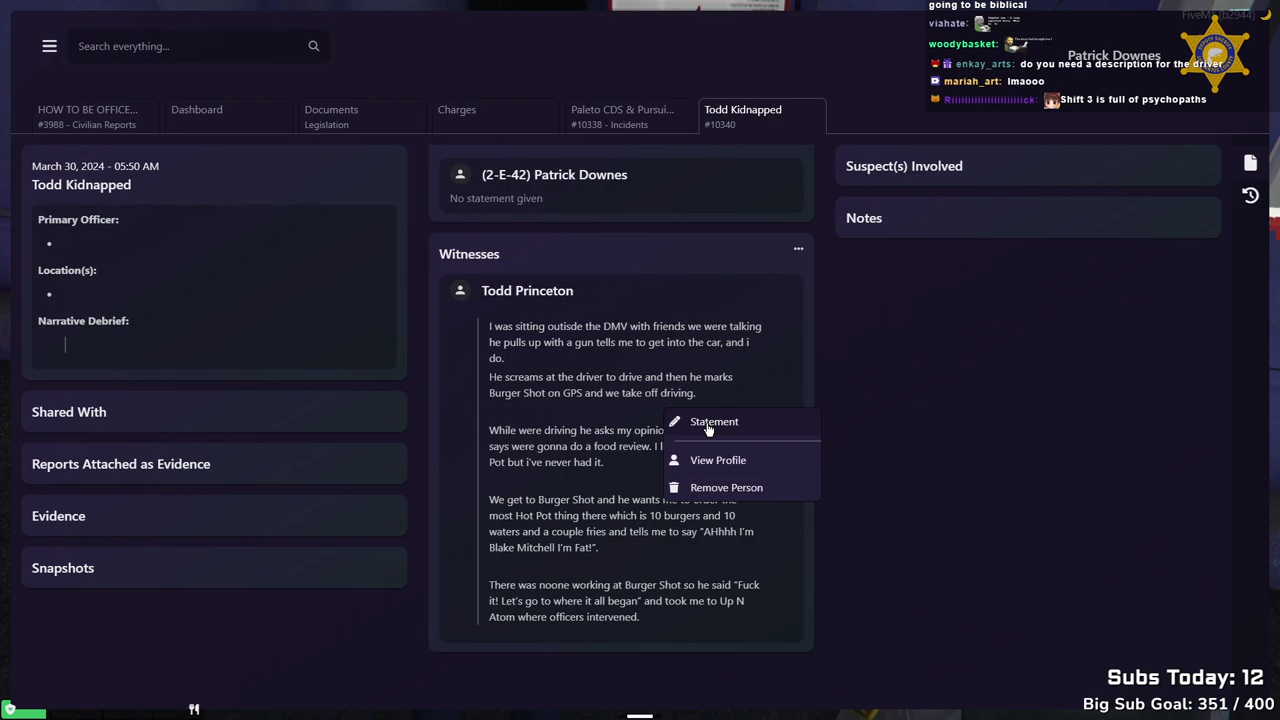 going to be biblical
FiveM
(b2944)
viahate:
woodybasket:
Patrick Downes
enkay_arts: do you need a description for the driver
mariah_art: lmaooo
Riiiiiiiiiiiiiiiiiiiick: Shift 3 is full of psychopaths
Search everything...
HOW TO BE OFFICE...
#3988 - Civilian Reports
Dashboard
Documents
Legislation
Charges
Paleto CDS & Pursui...
#10338 - Incidents
Todd Kidnapped
#10340
March 30, 2024 - 05:50 AM
Todd Kidnapped
Primary Officer:
Location(s):
Narrative Debrief:
Shared With
Reports Attached as Evidence
Evidence
Snapshots
(2-E-42) Patrick Downes
No statement given
Witnesses
Todd Princeton
I was sitting outisde the DMV with friends we were talking
he pulls up with a gun tells me to get into the car, and i
do.
He screams at the driver to drive and then he marks
Burger Shot on GPS and we take off driving.
While were driving he asks my opinio
says were gonna do a food review. I
Pot but i've never had it.
We get to Burger Shot and he wants me to order the
most Hot Pot thing there which is 10 burgers and 10
waters and a couple fries and tells me to say "AHhhh I'm
Blake Mitchell I'm Fat!".
There was noone working at Burger Shot so he said "Fuck
it! Let's go to where it all began" and took me to Up N
Atom where officers intervened.
Statement
View Profile
Remove Person
Suspect(s) Involved
Notes
Subs Today: 12
Big Sub Goal: 351 / 400